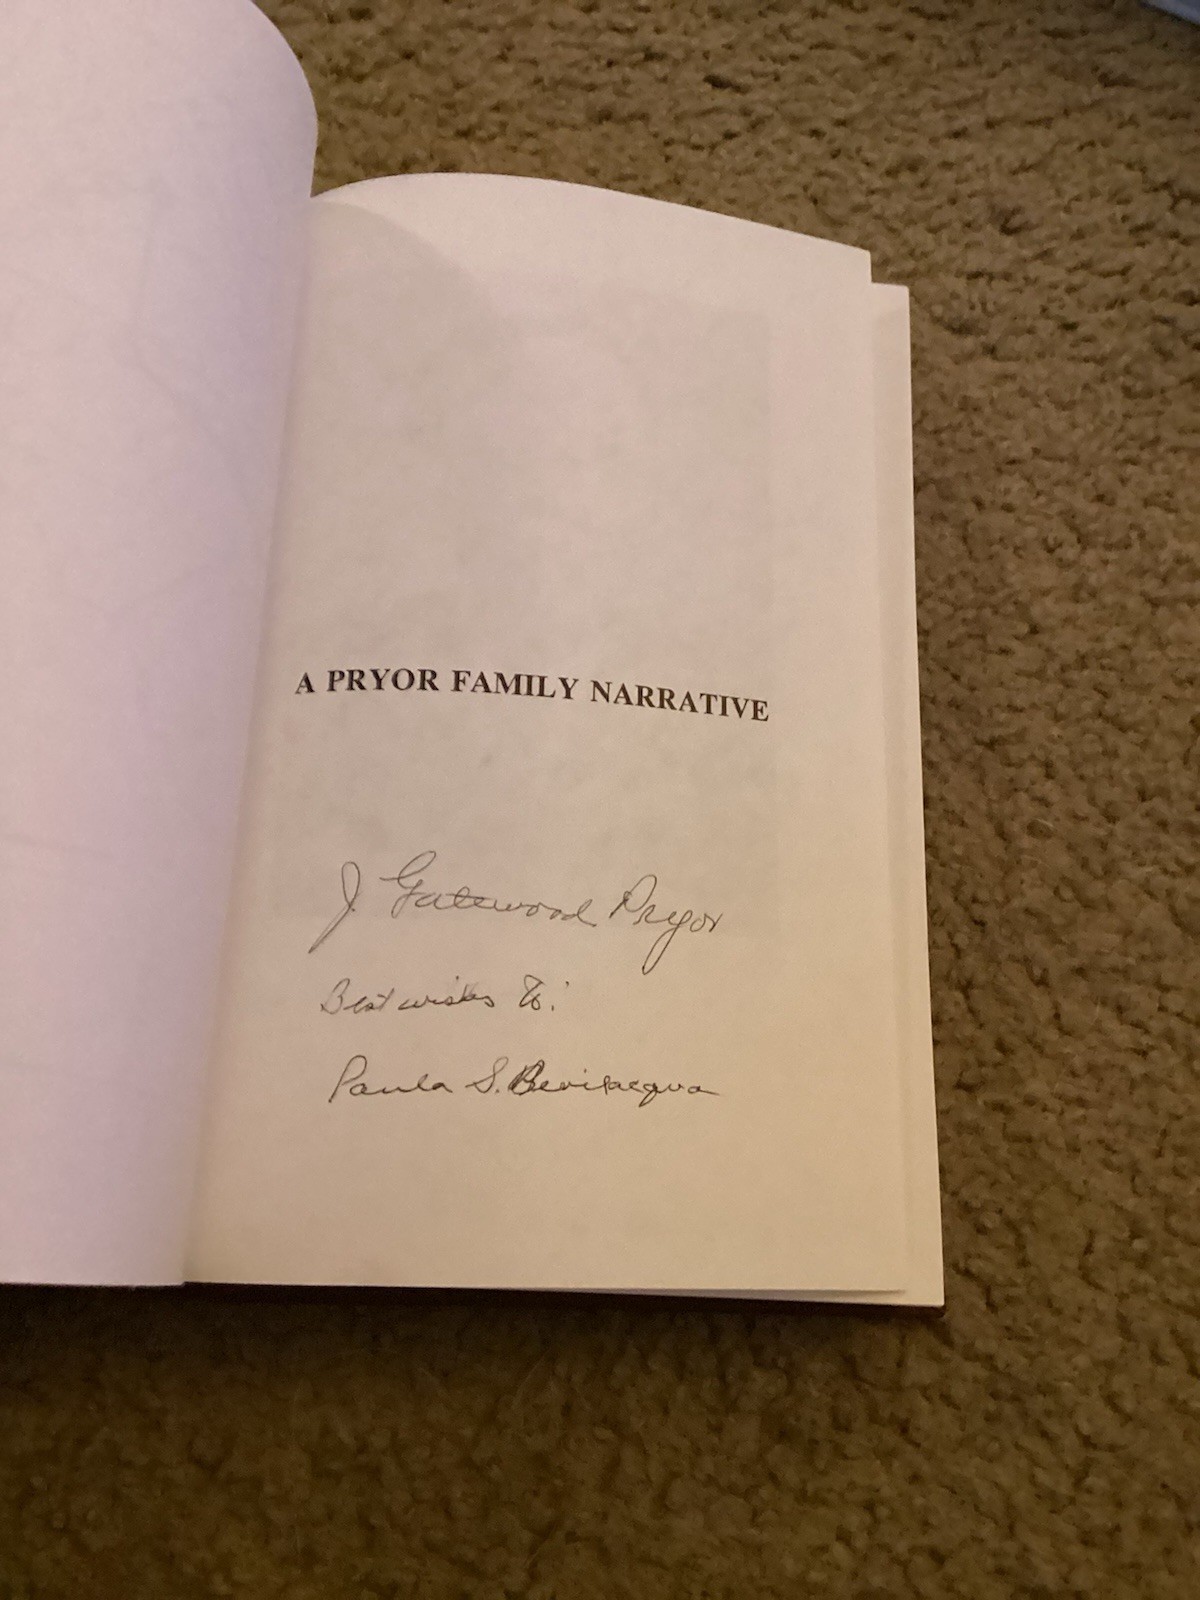 A PRYOR FAMILY NARRATIVE
J. Gatewood Pryor
Best wishes to:
Paula S. Bevilacqua